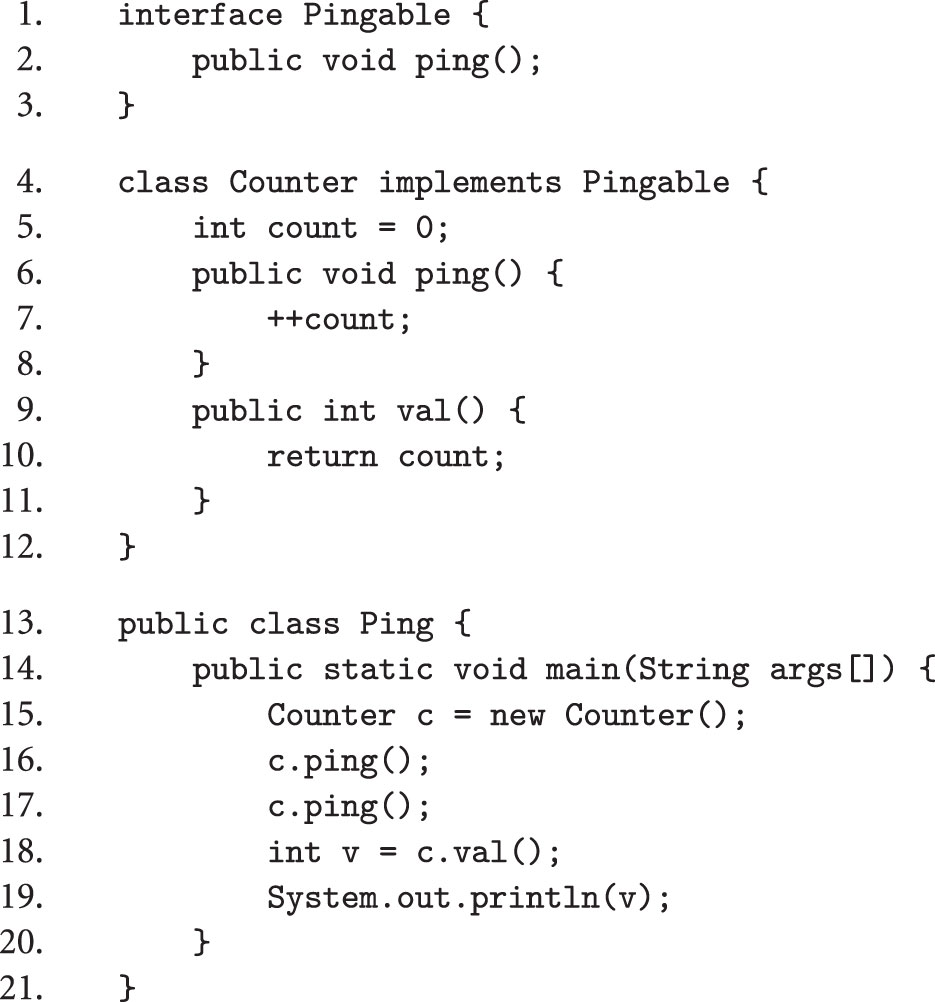 1. interface Pingable {
2. public void ping();
3. }
4. class Counter implements Pingable {
5. int count = 0;
6. public void ping() {
7. ++count;
8. }
9. public int val() {
10. return count;
11. }
12. }
13. public class Ping {
14. public static void main(String args[]) {
15. Counter c = new Counter();
16. c.ping();
17. c.ping();
18. int v = c.val();
19. System.out.println(v);
20. }
21. }